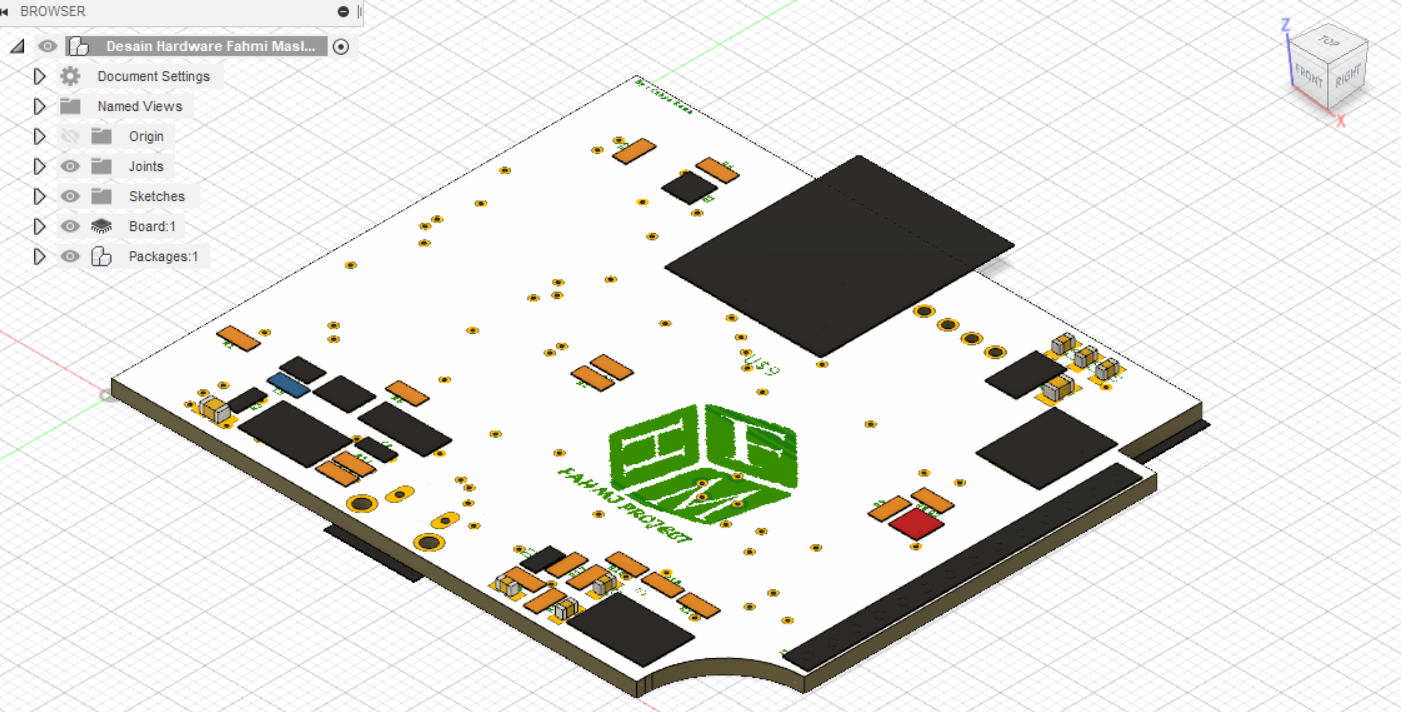 BROWSER
Desain Hardware Fahmi Masl...
Document Settings
Named Views
Origin
Joints
Sketches
Board:1
Packages:1
Z
TOP
FRONT
RIGHT
X
U$9
FAHMI PROJECT